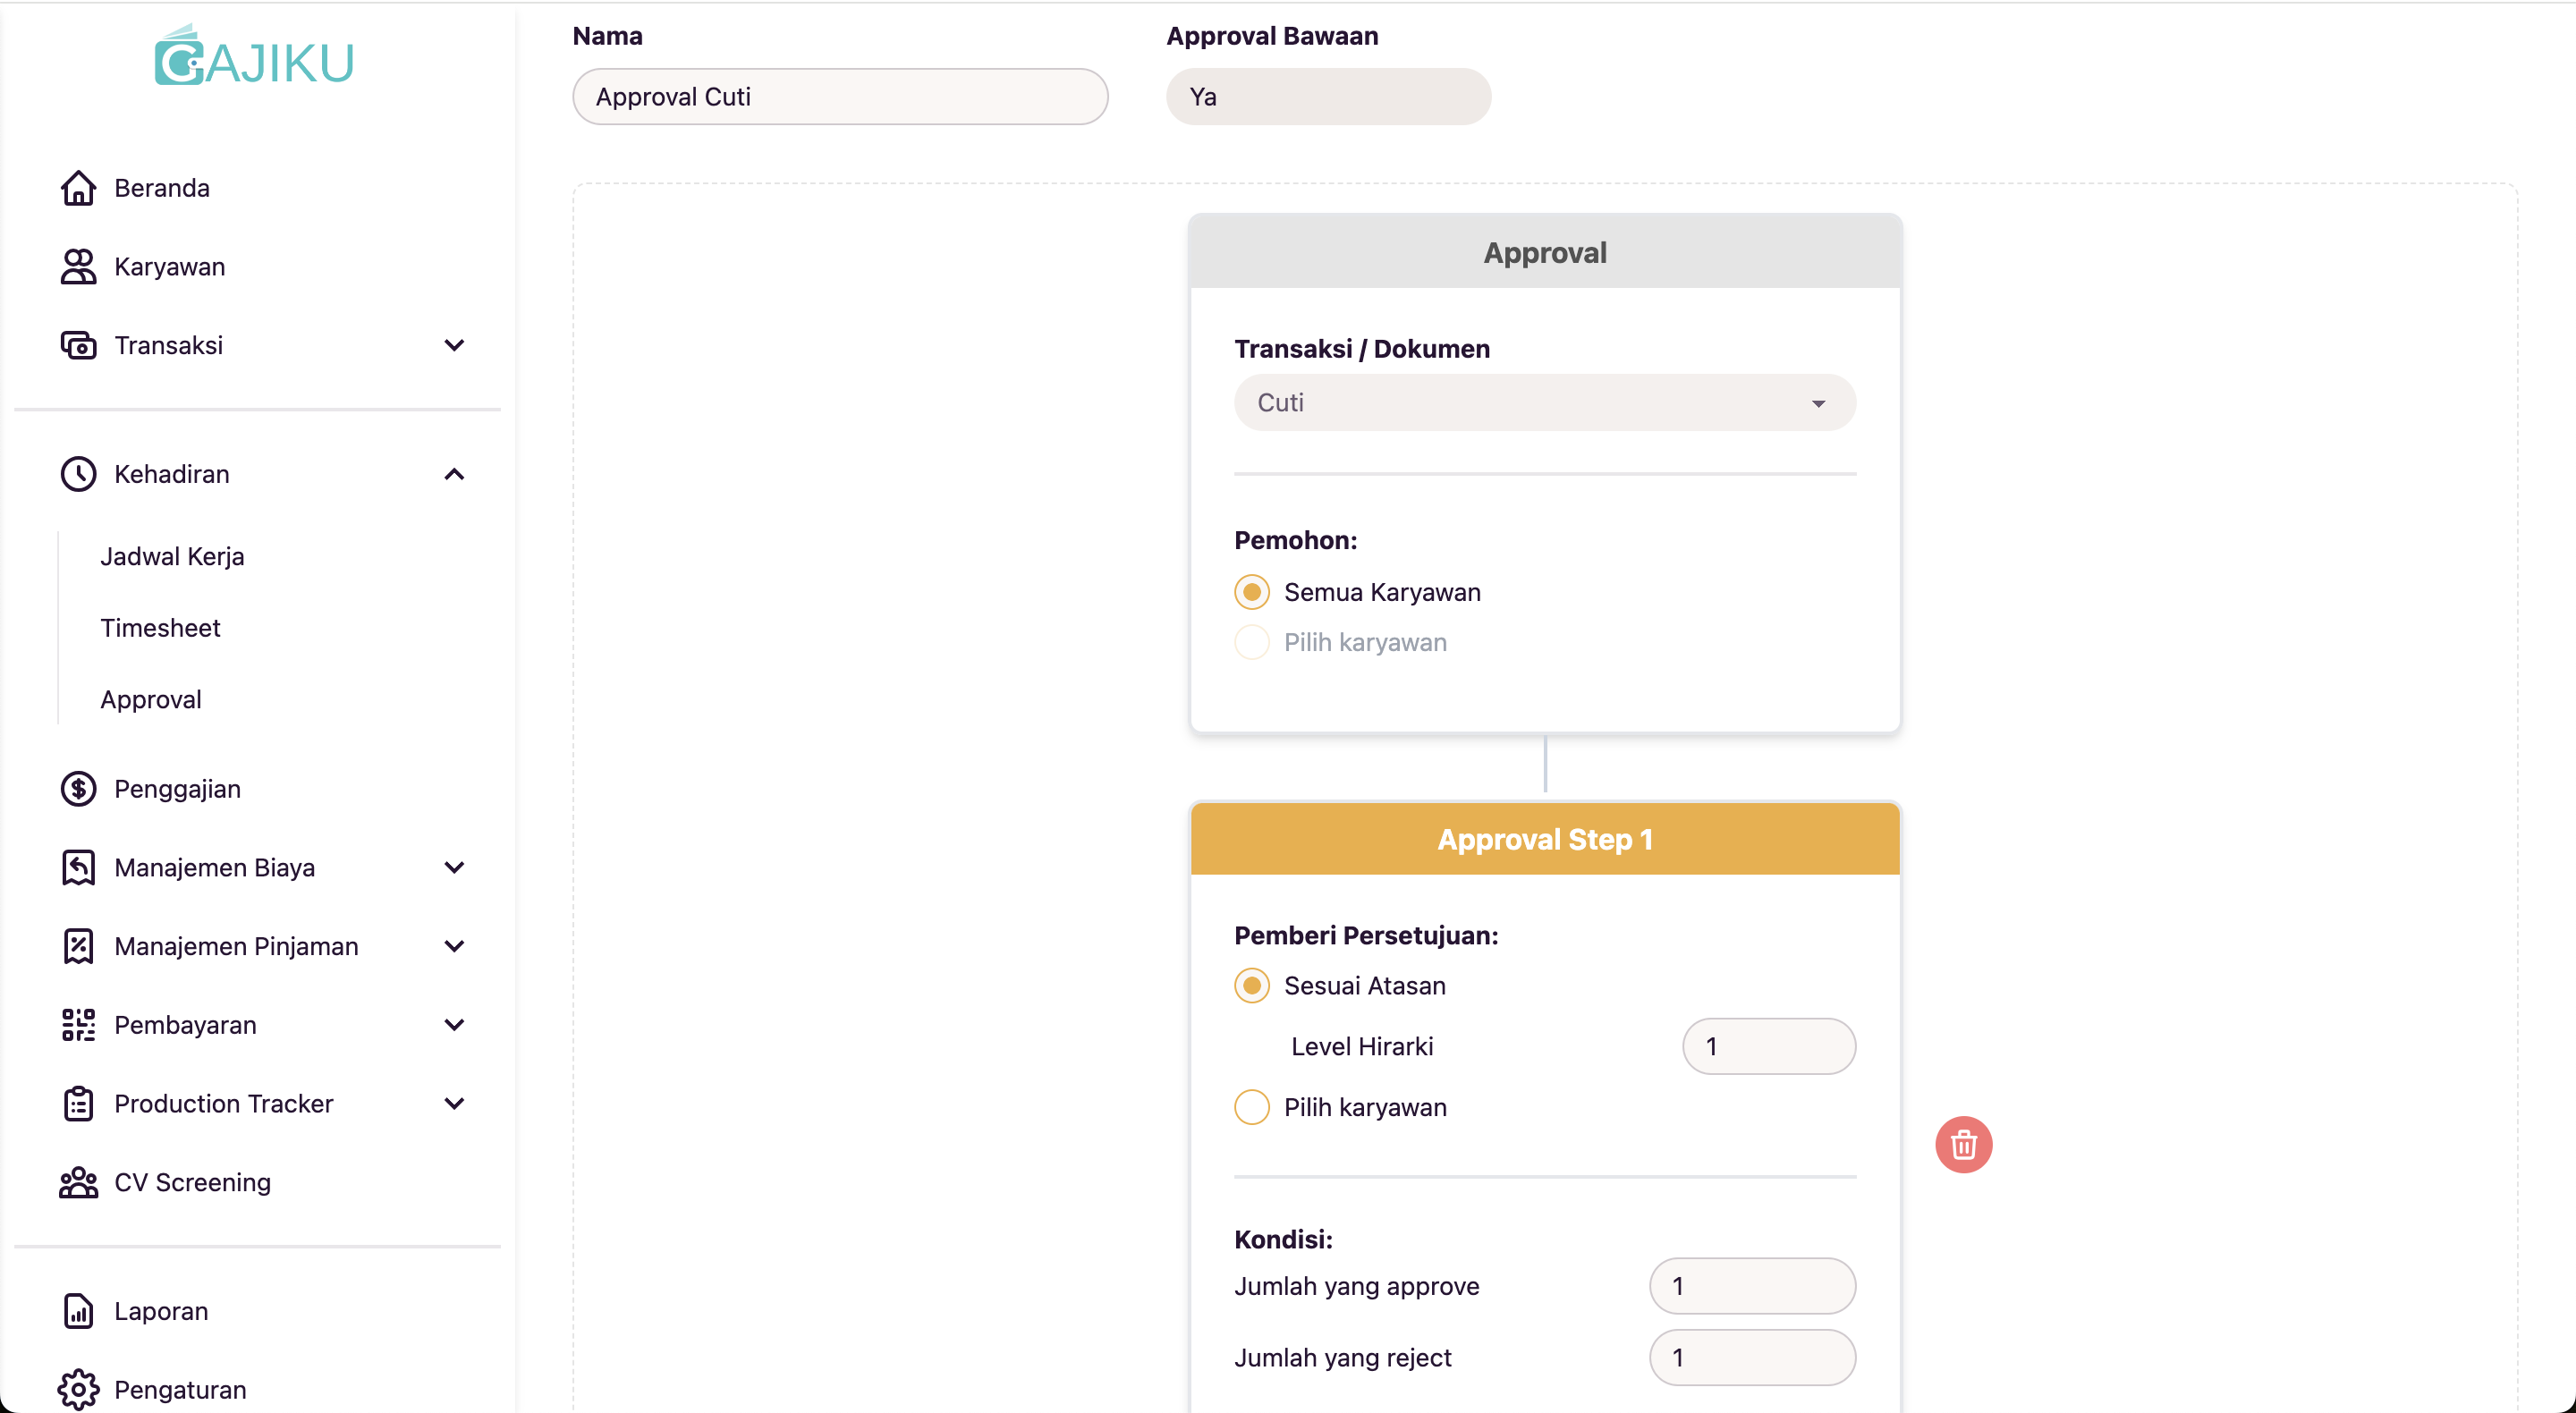 GAJIKU
Beranda
Karyawan
Transaksi
Kehadiran
Jadwal Kerja
Timesheet
Approval
Penggajian
Manajemen Biaya
Manajemen Pinjaman
Pembayaran
Production Tracker
CV Screening
Laporan
Pengaturan
Nama
Approval Cuti
Approval Bawaan
Ya
Approval
Transaksi / Dokumen
Cuti
Pemohon:
Semua Karyawan
Pilih karyawan
Approval Step 1
Pemberi Persetujuan:
Sesuai Atasan
Level Hirarki 1
Pilih karyawan
Kondisi:
Jumlah yang approve 1
Jumlah yang reject 1